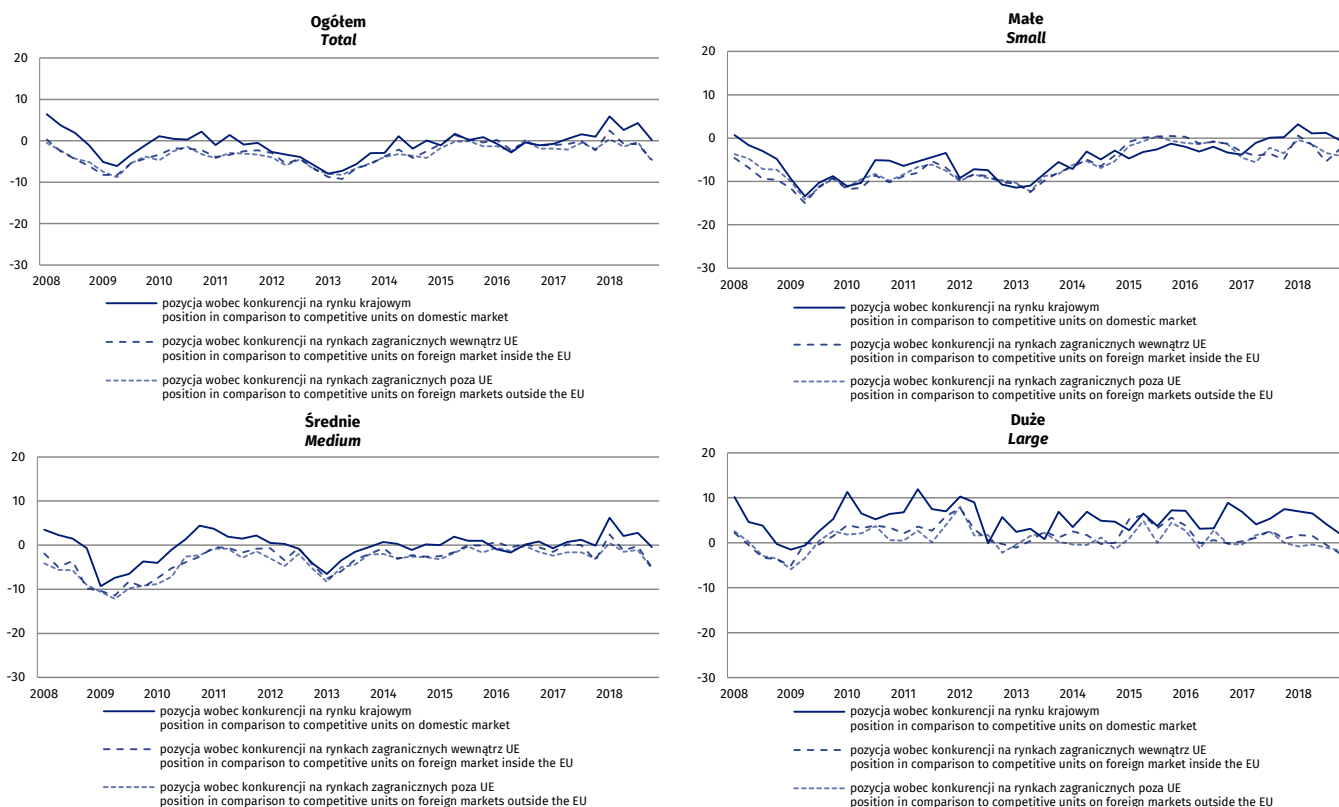 Ogółem
Total
20
10
0
-10
-20
-30
2008 2009 2010 2011 2012 2013 2014 2015 2016 2017 2018
pozycja wobec konkurencji na rynku krajowym
position in comparison to competitive units on domestic market
pozycja wobec konkurencji na rynkach zagranicznych wewnątrz UE
position in comparison to competitive units on foreign market inside the EU
pozycja wobec konkurencji na rynkach zagranicznych poza UE
position in comparison to competitive units on foreign markets outside the EU
Małe
Small
20
10
0
-10
-20
-30
2008 2009 2010 2011 2012 2013 2014 2015 2016 2017 2018
pozycja wobec konkurencji na rynku krajowym
position in comparison to competitive units on domestic market
pozycja wobec konkurencji na rynkach zagranicznych wewnątrz UE
position in comparison to competitive units on foreign market inside the EU
pozycja wobec konkurencji na rynkach zagranicznych poza UE
position in comparison to competitive units on foreign markets outside the EU
Średnie
Medium
20
10
0
-10
-20
-30
2008 2009 2010 2011 2012 2013 2014 2015 2016 2017 2018
pozycja wobec konkurencji na rynku krajowym
position in comparison to competitive units on domestic market
pozycja wobec konkurencji na rynkach zagranicznych wewnątrz UE
position in comparison to competitive units on foreign market inside the EU
pozycja wobec konkurencji na rynkach zagranicznych poza UE
position in comparison to competitive units on foreign markets outside the EU
Duże
Large
20
10
0
-10
-20
-30
2008 2009 2010 2011 2012 2013 2014 2015 2016 2017 2018
pozycja wobec konkurencji na rynku krajowym
position in comparison to competitive units on domestic market
pozycja wobec konkurencji na rynkach zagranicznych wewnątrz UE
position in comparison to competitive units on foreign market inside the EU
pozycja wobec konkurencji na rynkach zagranicznych poza UE
position in comparison to competitive units on foreign markets outside the EU